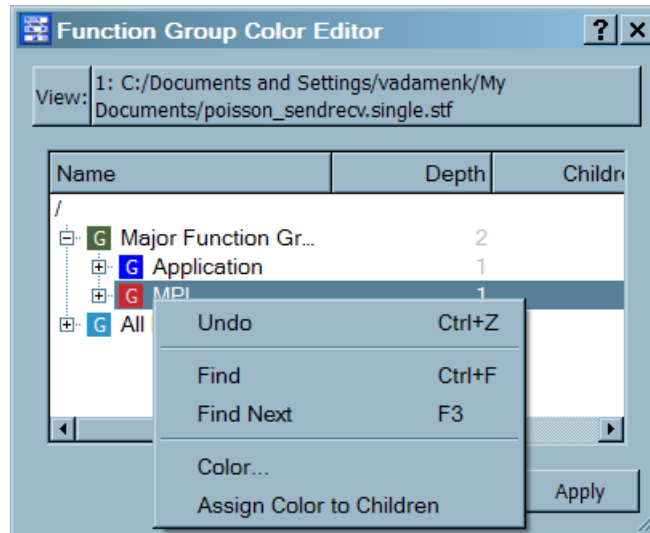 Function Group Color Editor
View:
1: C:/Documents and Settings/vadamenk/My
Documents/poisson_sendrecv.single.stf
Name Depth
/
G Major Function Gr... 2
G Application 1
G MPI 1
G All
Undo Ctrl+Z
Find Ctrl+F
Find Next F3
Color...
Assign Color to Children
Apply